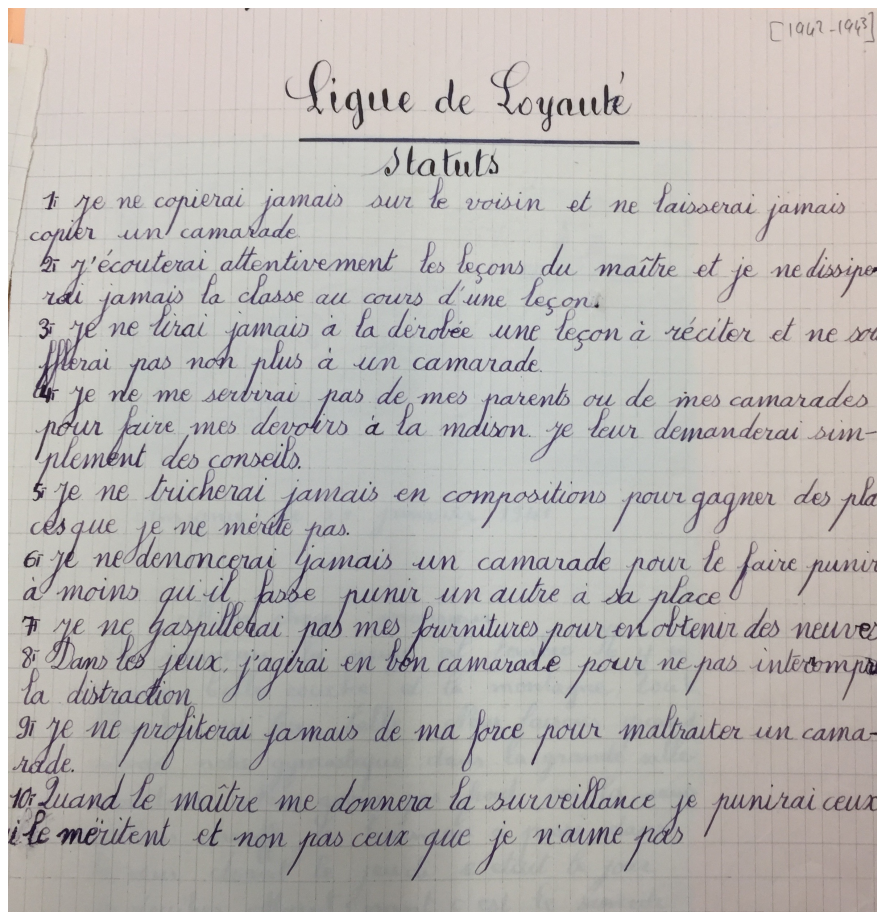 [1942-1943]
Ligue de Loyauté
Statuts
1: Je ne copierai jamais sur le voisin et ne laisserai jamais
copier un camarade
2: J'écouterai attentivement les leçons du maître et je ne dissipe
rai jamais la classe au cours d'une leçon.
3: Je ne lirai jamais à la dérobée une leçon à réciter et ne sou
fflerai pas non plus à un camarade.
4: Je ne me servirai pas de mes parents ou de mes camarades
pour faire mes devoirs à la maison. Je leur demanderai sim-
plement des conseils.
5: Je ne tricherai jamais en compositions pour gagner des pla
ces que je ne mérite pas.
6: Je ne denoncerai jamais un camarade pour le faire punir
à moins qu'il fasse punir un autre à sa place
7: Je ne gaspillerai pas mes fournitures pour en obtenir des neuves
8: Dans les jeux, j'agirai en bon camarade pour ne pas interompre
la distraction
9: Je ne profiterai jamais de ma force pour maltraiter un cama-
rade.
10: Quand le maître me donnera la surveillance je punirai ceux
i le méritent et non pas ceux que je n'aime pas